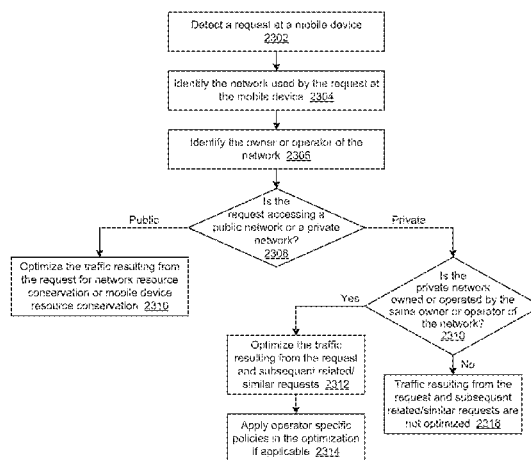 Detect a request at a mobile device
2302
Identify the network used by the request at
the mobile device 2304
Identify the owner or operator of the
network 2306
Is the
request accessing a
public network or a private
network?
2308
Public
Private
Optimize the traffic resulting from
the request for network resource
conservation or mobile device
resource conservation 2316
Is the
private network
owned or operated by the
same owner or operator of
the network?
2310
Yes
No
Optimize the traffic
resulting from the request
and subsequent related/
similar requests 2312
Traffic resulting from the
request and subsequent
related/similar requests are
not optimized 2318
Apply operator specific
policies in the optimization
if applicable 2314